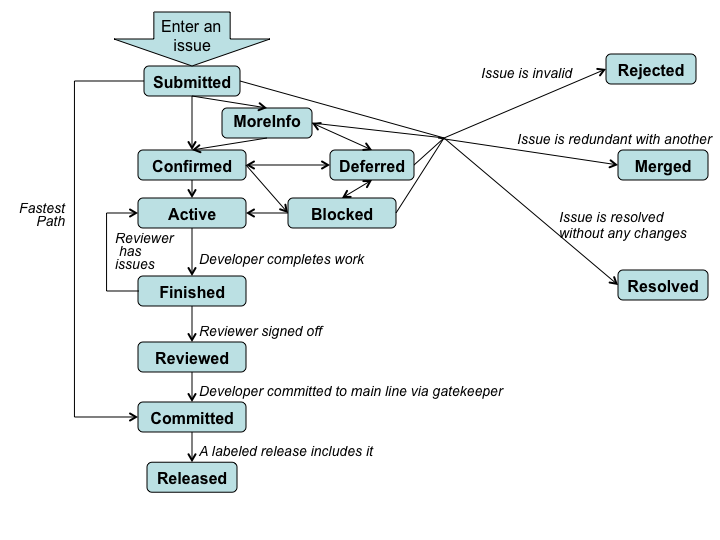 Enter an
issue
Submitted
Issue is invalid
Rejected
MoreInfo
Issue is redundant with another
Confirmed
Deferred
Merged
Fastest
Path
Active
Blocked
Issue is resolved
without any changes
Reviewer
has
issues
Developer completes work
Finished
Resolved
Reviewer signed off
Reviewed
Developer committed to main line via gatekeeper
Committed
A labeled release includes it
Released